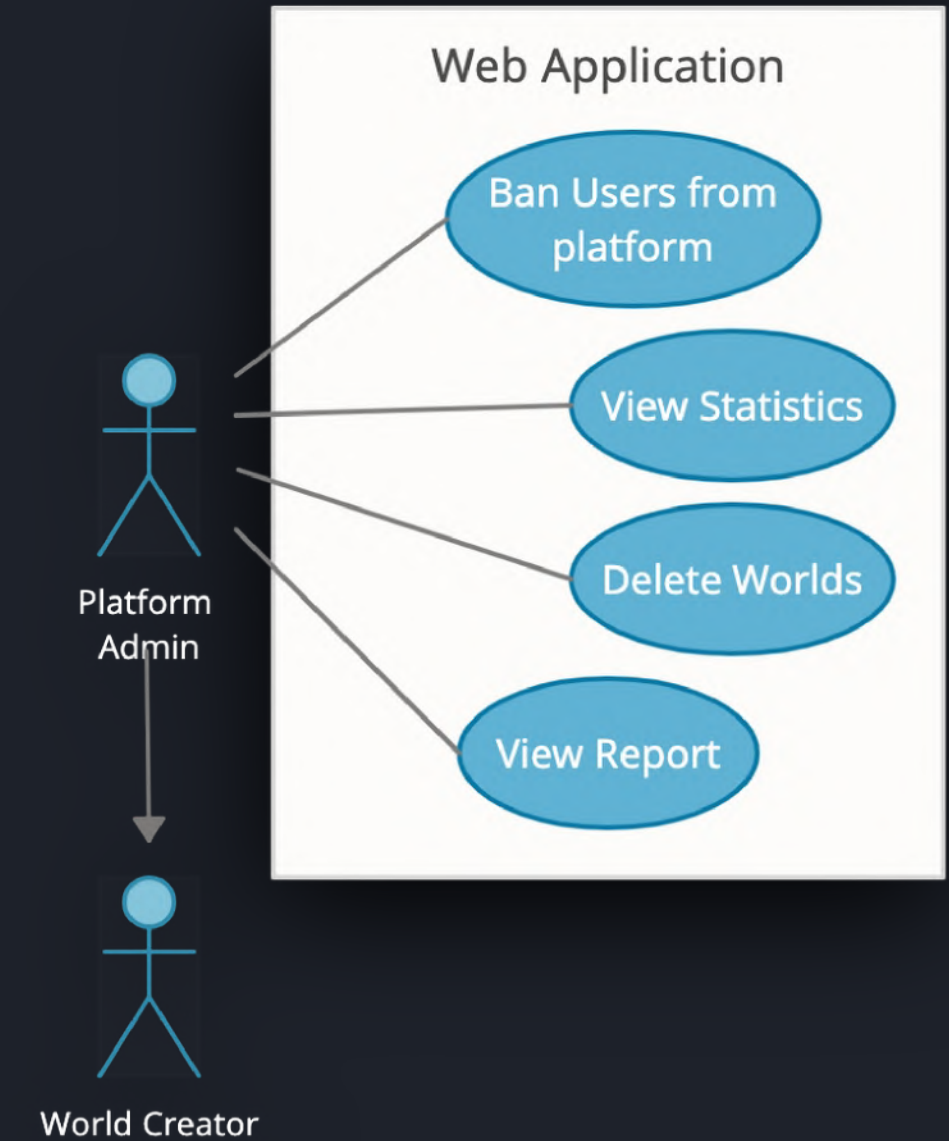 Web Application
Ban Users from
platform
View Statistics
Delete Worlds
View Report
Platform
Admin
World Creator